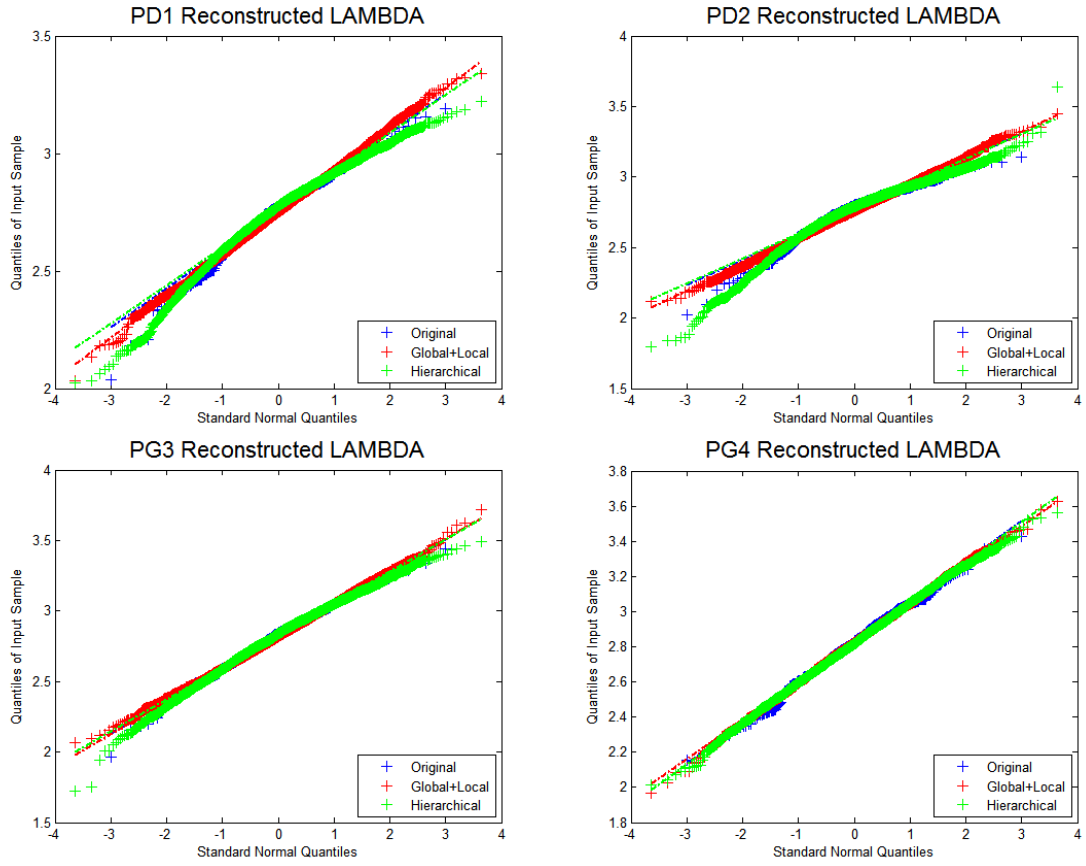 PD1 Reconstructed LAMBDA
3.5
3
2.5
2
Quantiles of Input Sample
-4 -3 -2 -1 0 1 2 3 4
Standard Normal Quantiles
Original
Global+Local
Hierarchical
PD2 Reconstructed LAMBDA
4
3.5
3
2.5
2
1.5
Quantiles of Input Sample
-4 -3 -2 -1 0 1 2 3 4
Standard Normal Quantiles
Original
Global+Local
Hierarchical
PG3 Reconstructed LAMBDA
4
3.5
3
2.5
2
1.5
Quantiles of Input Sample
-4 -3 -2 -1 0 1 2 3 4
Standard Normal Quantiles
Original
Global+Local
Hierarchical
PG4 Reconstructed LAMBDA
3.8
3.6
3.4
3.2
3
2.8
2.6
2.4
2.2
2
1.8
Quantiles of Input Sample
-4 -3 -2 -1 0 1 2 3 4
Standard Normal Quantiles
Original
Global+Local
Hierarchical